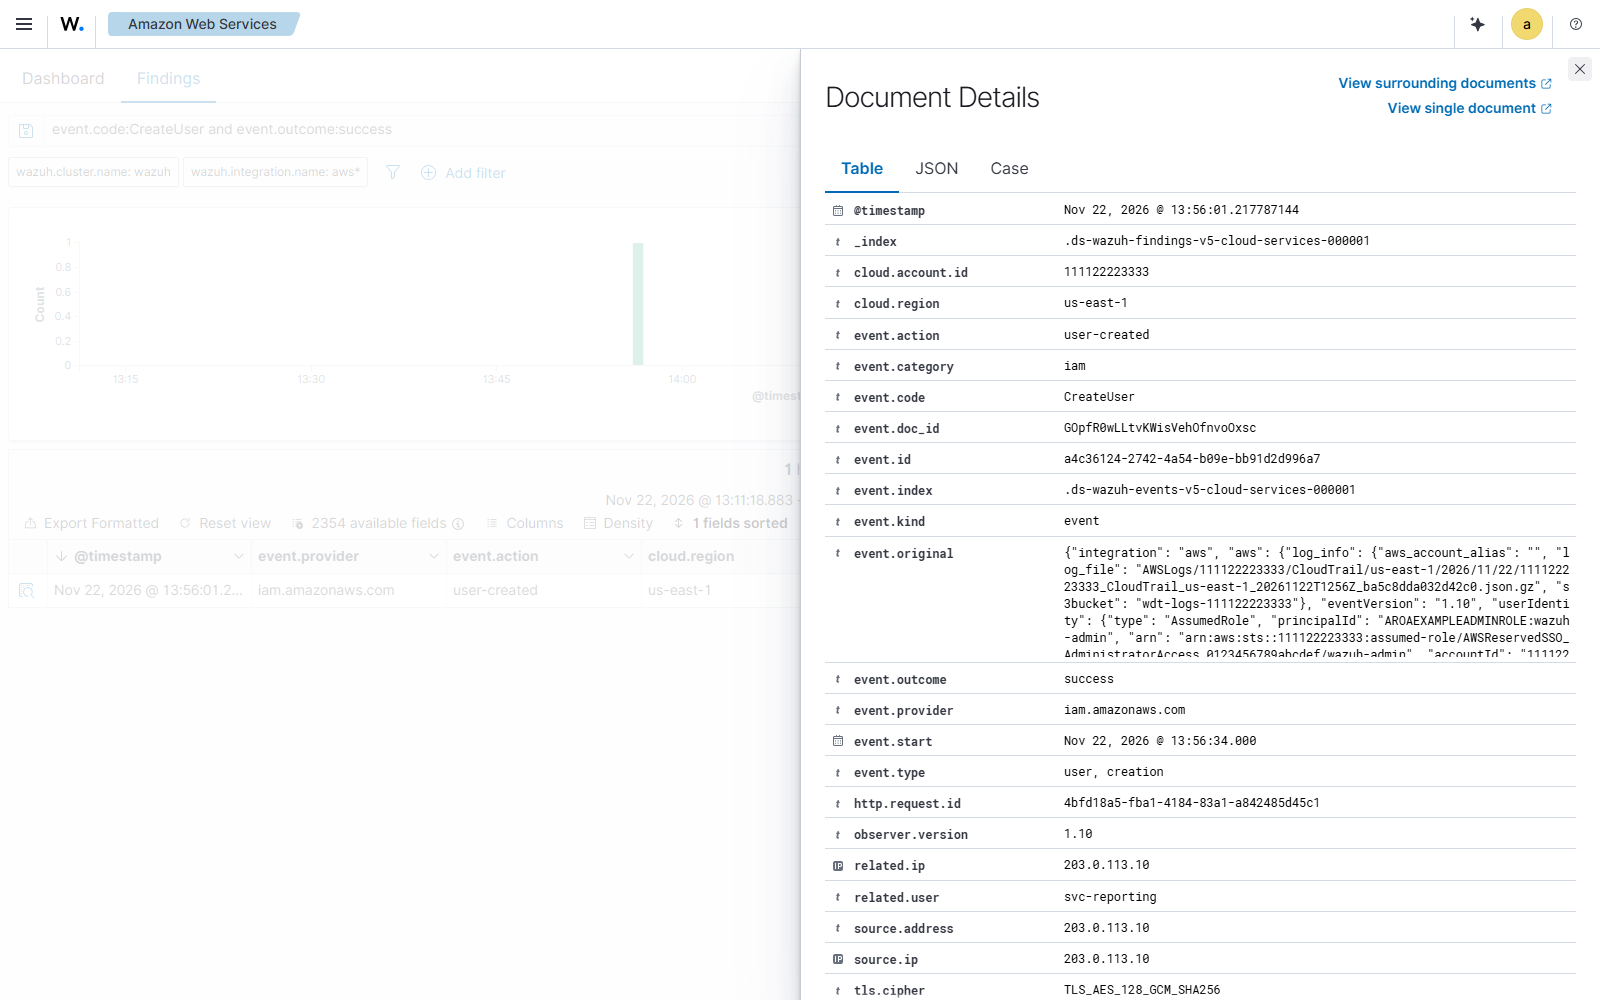 W.
Amazon Web Services
a
Dashboard
Findings
event.code:CreateUser and event.outcome:success
wazuh.cluster.name: wazuh
wazuh.integration.name: aws*
Add filter
Count
1
0.8
0.6
0.4
0.2
0
13:15
13:30
13:45
14:00
@timest
1 h
Nov 22, 2026 @ 13:11:18.883 -
Export Formatted
Reset view
2354 available fields
Columns
Density
1 fields sorted
@timestamp
event.provider
event.action
cloud.region
Nov 22, 2026 @ 13:56:01.2...
iam.amazonaws.com
user-created
us-east-1
Document Details
View surrounding documents
View single document
Table
JSON
Case
@timestamp Nov 22, 2026 @ 13:56:01.217787144
t _index .ds-wazuh-findings-v5-cloud-services-000001
t cloud.account.id 111122223333
t cloud.region us-east-1
t event.action user-created
t event.category iam
t event.code CreateUser
t event.doc_id GOpfR0wLLtvKWisVehOfnvoOxsc
t event.id a4c36124-2742-4a54-b09e-bb91d2d996a7
t event.index .ds-wazuh-events-v5-cloud-services-000001
t event.kind event
t event.original {"integration": "aws", "aws": {"log_info": {"aws_account_alias": "", "l
og_file": "AWSLogs/111122223333/CloudTrail/us-east-1/2026/11/22/1111222
23333_CloudTrail_us-east-1_20261122T1256Z_ba5c8dda032d42c0.json.gz", "s
3bucket": "wdt-logs-111122223333"}, "eventVersion": "1.10", "userIdenti
ty": {"type": "AssumedRole", "principalId": "AROAEXAMPLEADMINROLE:wazuh
-admin", "arn": "arn:aws:sts::111122223333:assumed-role/AWSReservedSSO_
AdministratorAccess_0123456789abcdef/wazuh-admin", "accountId": "111122
t event.outcome success
t event.provider iam.amazonaws.com
event.start Nov 22, 2026 @ 13:56:34.000
t event.type user, creation
t http.request.id 4bfd18a5-fba1-4184-83a1-a842485d45c1
t observer.version 1.10
related.ip 203.0.113.10
t related.user svc-reporting
t source.address 203.0.113.10
source.ip 203.0.113.10
t tls.cipher TLS_AES_128_GCM_SHA256